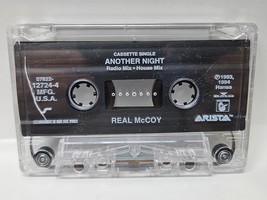 CASSETTE SINGLE
ANOTHER NIGHT
Radio Mix • House Mix
07822-
12724-4
MFG.
U.S.A.
℗1993,
1994
Hansa
REAL McCOY
ARISTA